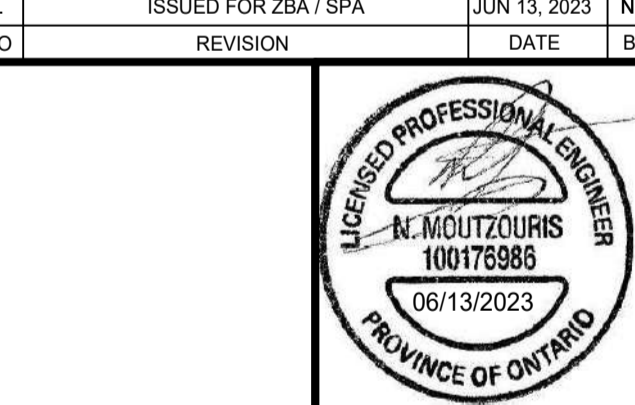 ISSUED FOR ZBA / SPA JUN 13, 2023 N
O REVISION DATE B
LICENSED PROFESSIONAL ENGINEER
N. MOUTZOURIS
100176986
06/13/2023
PROVINCE OF ONTARIO